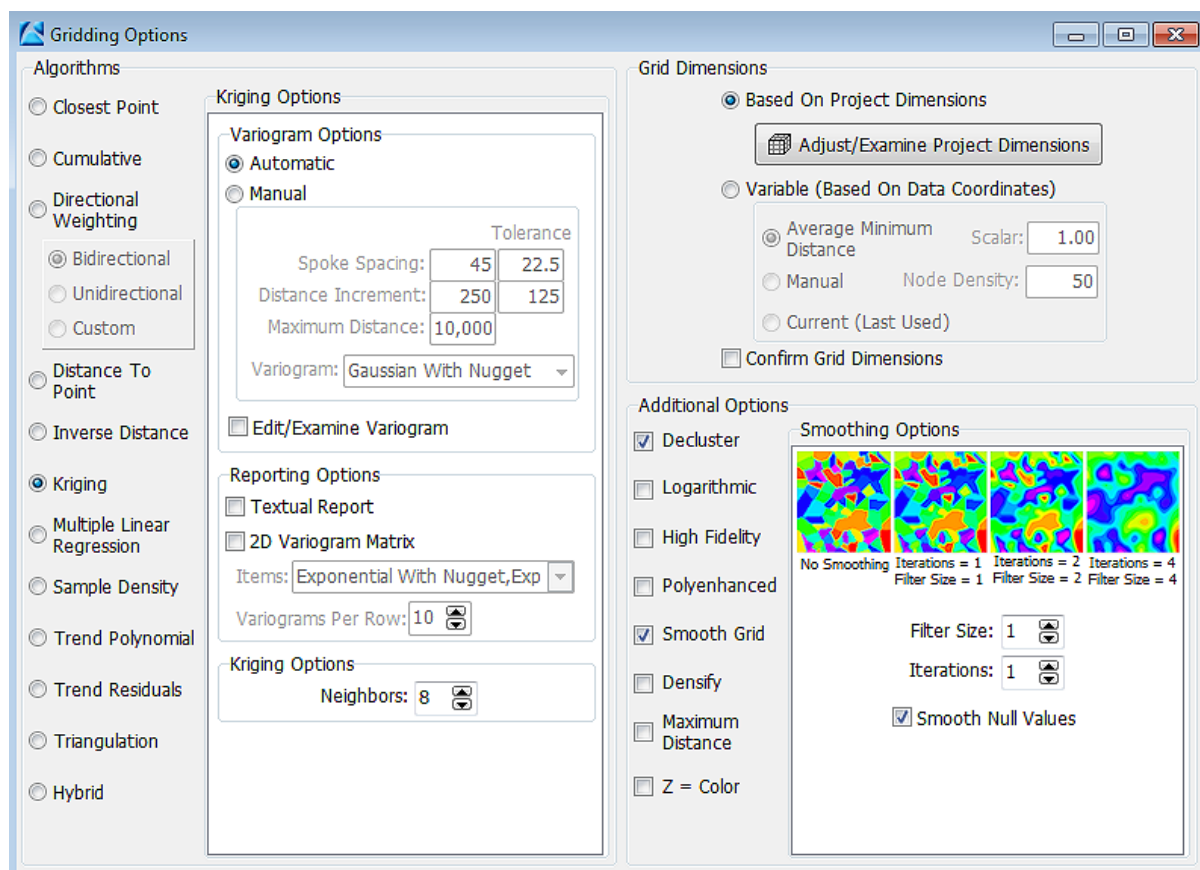 Gridding Options
Algorithms
Closest Point
Cumulative
Directional
Weighting
Bidirectional
Unidirectional
Custom
Distance To
Point
Inverse Distance
Kriging
Multiple Linear
Regression
Sample Density
Trend Polynomial
Trend Residuals
Triangulation
Hybrid
Kriging Options
Variogram Options
Automatic
Manual
Tolerance
Spoke Spacing: 45 22.5
Distance Increment: 250 125
Maximum Distance: 10,000
Variogram: Gaussian With Nugget
Edit/Examine Variogram
Reporting Options
Textual Report
2D Variogram Matrix
Items: Exponential With Nugget,Exp
Variograms Per Row: 10
Kriging Options
Neighbors: 8
Grid Dimensions
Based On Project Dimensions
Adjust/Examine Project Dimensions
Variable (Based On Data Coordinates)
Average Minimum
Distance
Scalar: 1.00
Manual Node Density: 50
Current (Last Used)
Confirm Grid Dimensions
Additional Options
Decluster
Logarithmic
High Fidelity
Polyenhanced
Smooth Grid
Densify
Maximum
Distance
Z = Color
Smoothing Options
No Smoothing Iterations = 1 Iterations = 2 Iterations = 4
Filter Size = 1 Filter Size = 2 Filter Size = 4
Filter Size: 1
Iterations: 1
Smooth Null Values